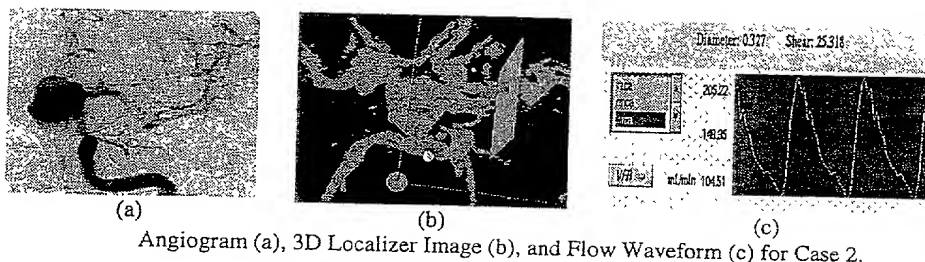 Diameter: 0.327 Shear: 25.318
205.22
148.35
mL/min 104.51
(a)
(b)
(c)
Angiogram (a), 3D Localizer Image (b), and Flow Waveform (c) for Case 2.